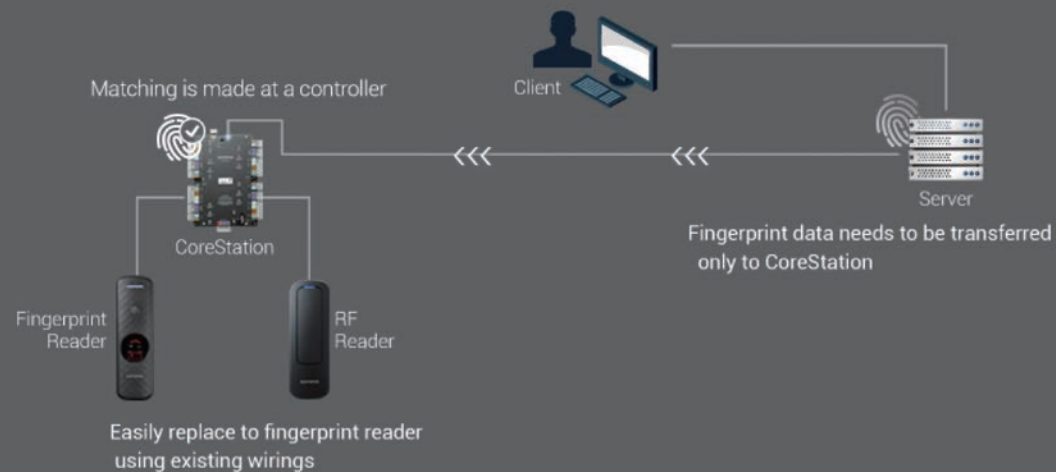 Matching is made at a controller
Client
CoreStation
Server
Fingerprint data needs to be transferred
only to CoreStation
Fingerprint
Reader
RF
Reader
Easily replace to fingerprint reader
using existing wirings